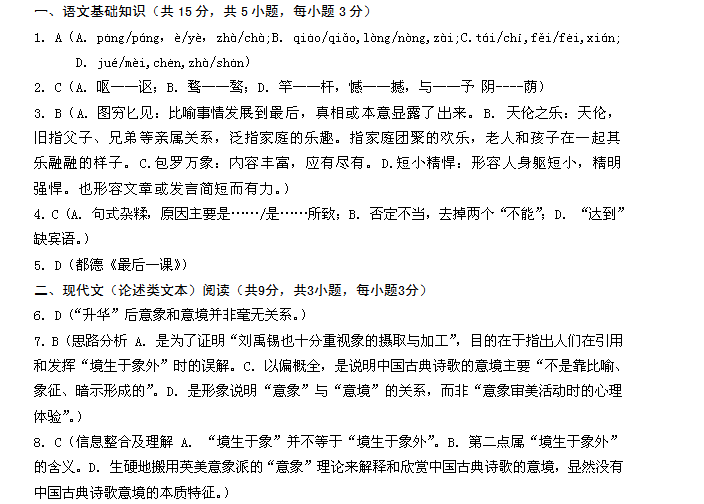 一、语文基础知识（共 15分，共 5小题，每小题 3 分）
1. A（A. páng/pāng，è/yè，zhà/chà;B. qiào/qiǎo,lòng/nòng,zài;C.tái/chī,fěi/fēi,xián;
D. jué/mèi,chen,zhà/shān)
2. C（A. 呕——讴；B. 骛——鹜；D. 竿——杆，憾——撼，与——予 阴----荫）
3. B（A. 图穷匕见：比喻事情发展到最后，真相或本意显露了出来。B. 天伦之乐：天伦，
旧指父子、兄弟等亲属关系，泛指家庭的乐趣。指家庭团聚的欢乐，老人和孩子在一起其
乐融融的样子。C.包罗万象：内容丰富，应有尽有。D.短小精悍：形容人身躯短小，精明
强悍。也形容文章或发言简短而有力。）
4. C（A. 句式杂糅，原因主要是……/是……所致；B. 否定不当，去掉两个“不能”；D. “达到”
缺宾语。）
5. D（都德《最后一课》）
二、现代文（论述类文本）阅读（共9分，共3小题，每小题3分）
6. D（“升华”后意象和意境并非毫无关系。）
7. B（思路分析 A. 是为了证明“刘禹锡也十分重视象的摄取与加工”，目的在于指出人们在引用
和发挥“境生于象外”时的误解。C. 以偏概全，是说明中国古典诗歌的意境主要“不是靠比喻、
象征、暗示形成的”。D. 是形象说明“意象”与“意境”的关系，而非“意象审美活动时的心理
体验”。）
8. C（信息整合及理解 A. “境生于象”并不等于“境生于象外”。B. 第二点属“境生于象外”
的含义。D. 生硬地搬用英美意象派的“意象”理论来解释和欣赏中国古典诗歌的意境，显然没有
中国古典诗歌意境的本质特征。）